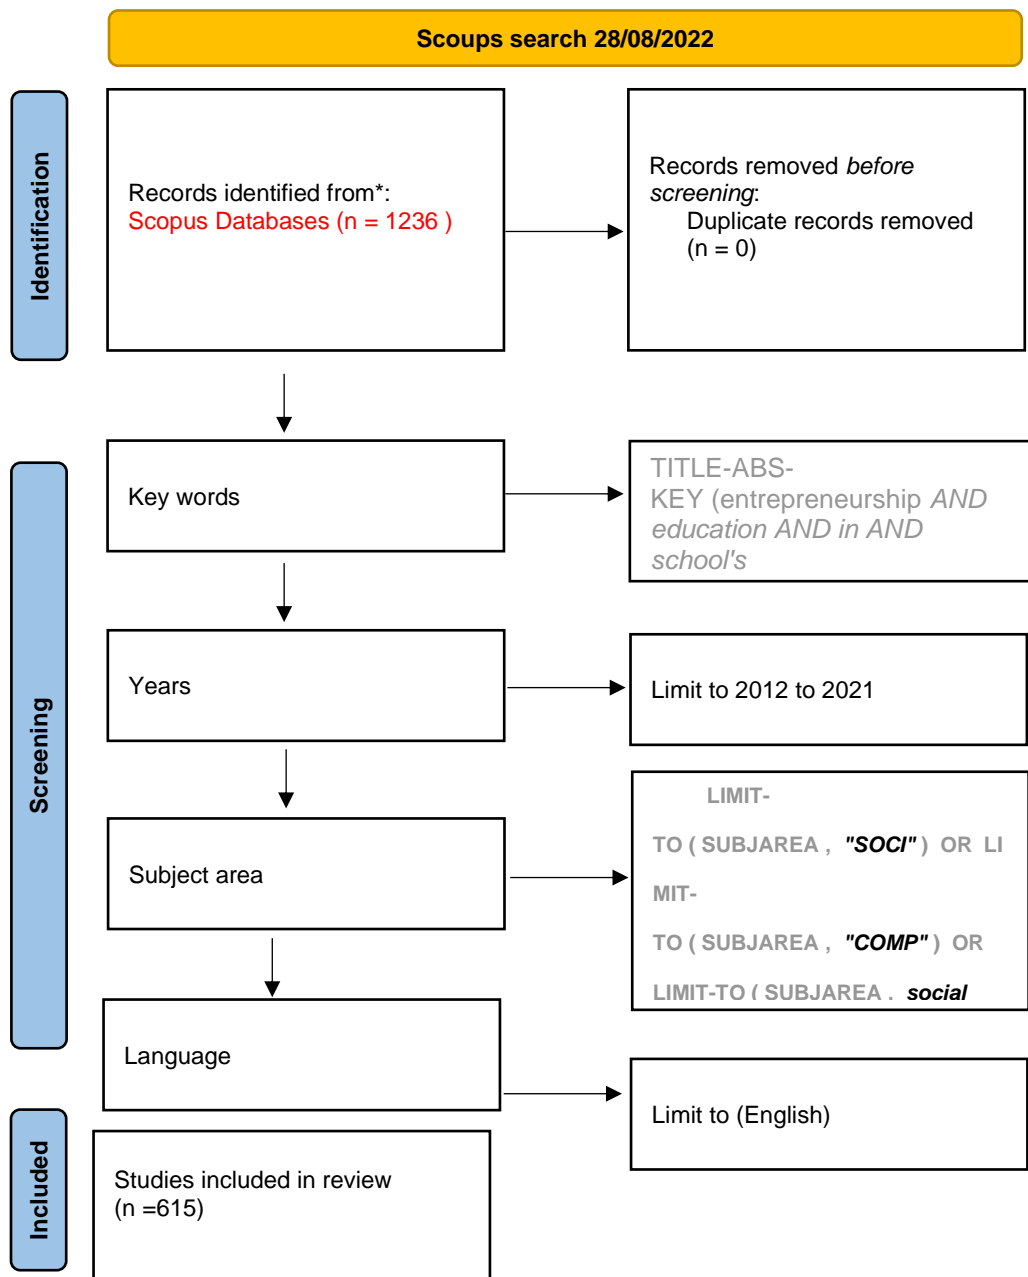 Scoups search 28/08/2022
Identification
Records identified from*:
Scopus Databases (n = 1236 )
Records removed before
screening:
Duplicate records removed
(n = 0)
Screening
Key words
TITLE-ABS-
KEY (entrepreneurship AND
education AND in AND
school's
Years
Limit to 2012 to 2021
Subject area
LIMIT-
TO ( SUBJAREA , "SOCI" ) OR LI
MIT-
TO ( SUBJAREA , "COMP" ) OR
LIMIT-TO ( SUBJAREA , social
Language
Limit to (English)
Included
Studies included in review
(n =615)